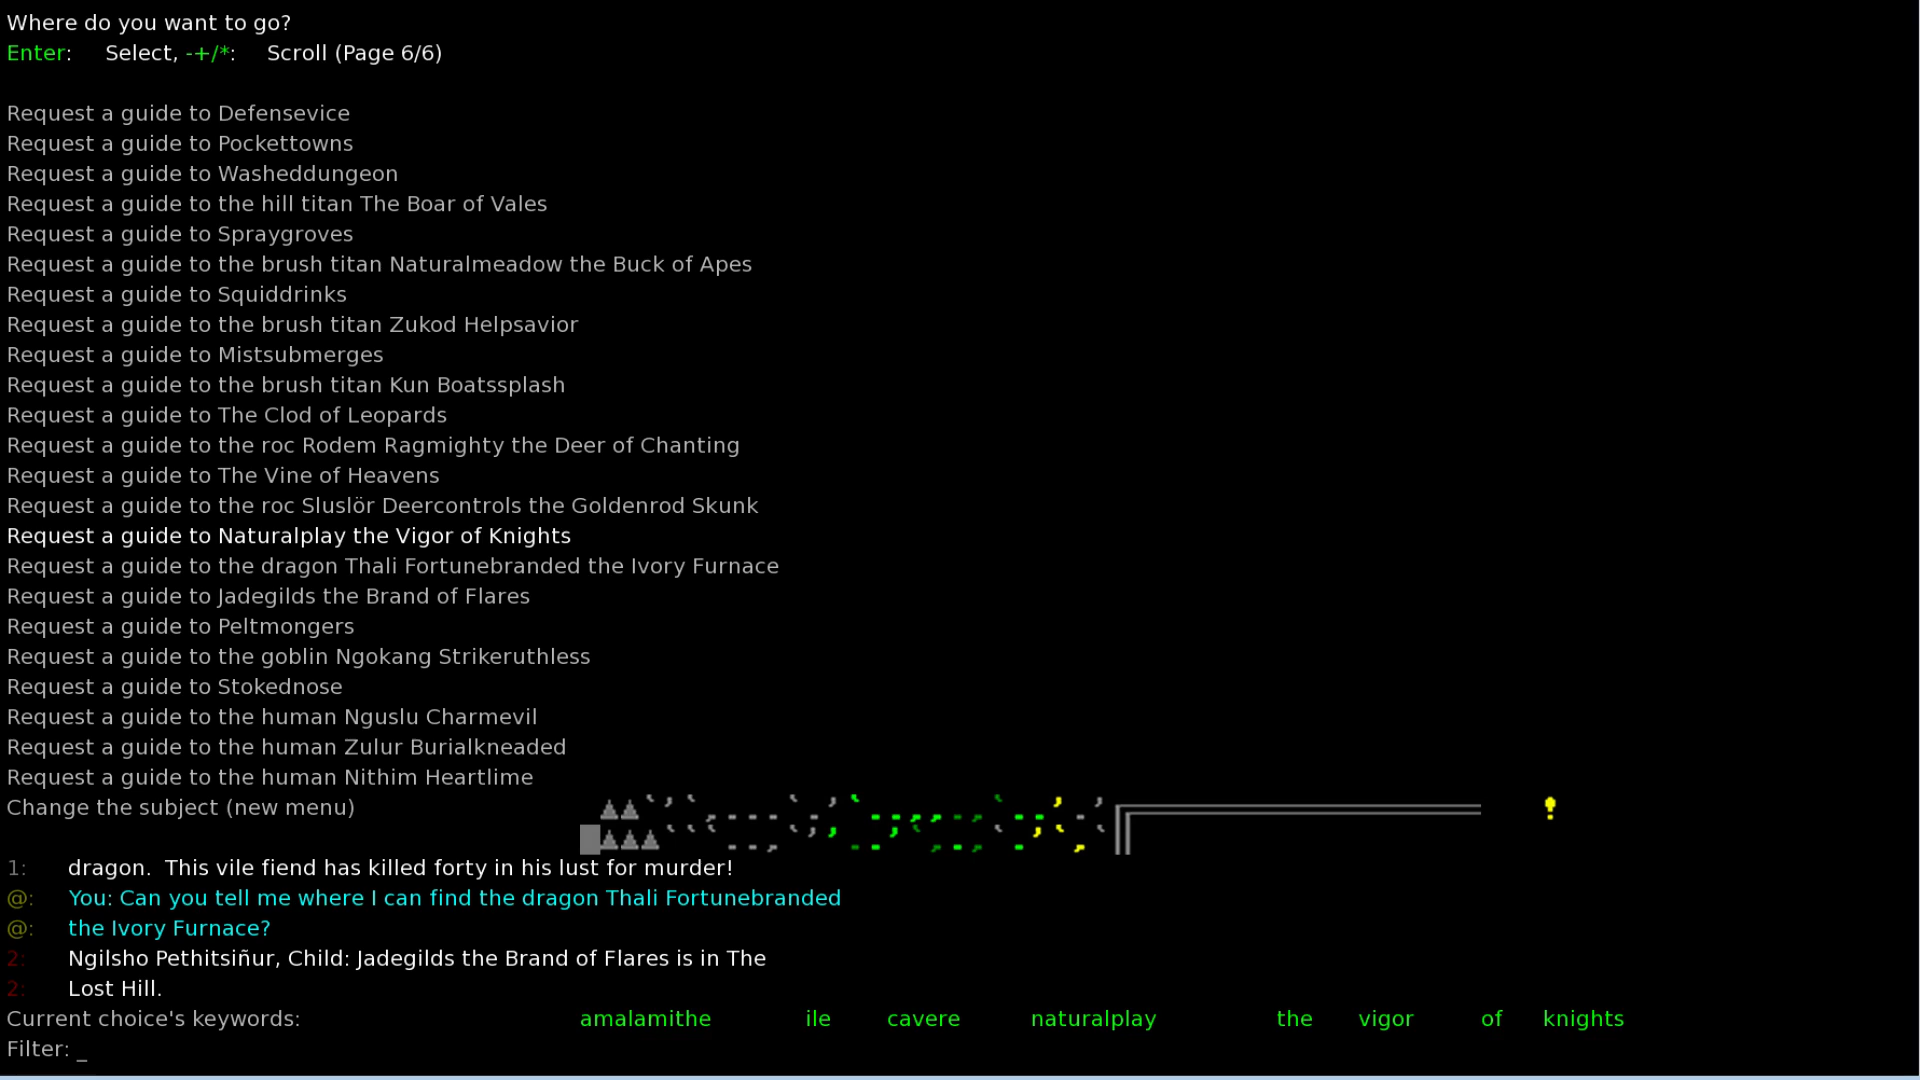 Where do you want to go?
Enter: Select, -+/*: Scroll (Page 6/6)
Request a guide to Defensevice
Request a guide to Pockettowns
Request a guide to Washeddungeon
Request a guide to the hill titan The Boar of Vales
Request a guide to Spraygroves
Request a guide to the brush titan Naturalmeadow the Buck of Apes
Request a guide to Squiddrinks
Request a guide to the brush titan Zukod Helpsavior
Request a guide to Mistsubmerges
Request a guide to the brush titan Kun Boatssplash
Request a guide to The Clod of Leopards
Request a guide to the roc Rodem Ragmighty the Deer of Chanting
Request a guide to The Vine of Heavens
Request a guide to the roc Sluslör Deercontrols the Goldenrod Skunk
Request a guide to Naturalplay the Vigor of Knights
Request a guide to the dragon Thali Fortunebranded the Ivory Furnace
Request a guide to Jadegilds the Brand of Flares
Request a guide to Peltmongers
Request a guide to the goblin Ngokang Strikeruthless
Request a guide to Stokednose
Request a guide to the human Nguslu Charmevil
Request a guide to the human Zulur Burialkneaded
Request a guide to the human Nithim Heartlime
Change the subject (new menu)
1: dragon. This vile fiend has killed forty in his lust for murder!
@: You: Can you tell me where I can find the dragon Thali Fortunebranded
@: the Ivory Furnace?
2: Ngilsho Pethitsiñur, Child: Jadegilds the Brand of Flares is in The
2: Lost Hill.
Current choice's keywords: amalamithe ile cavere naturalplay the vigor of knights
Filter: _